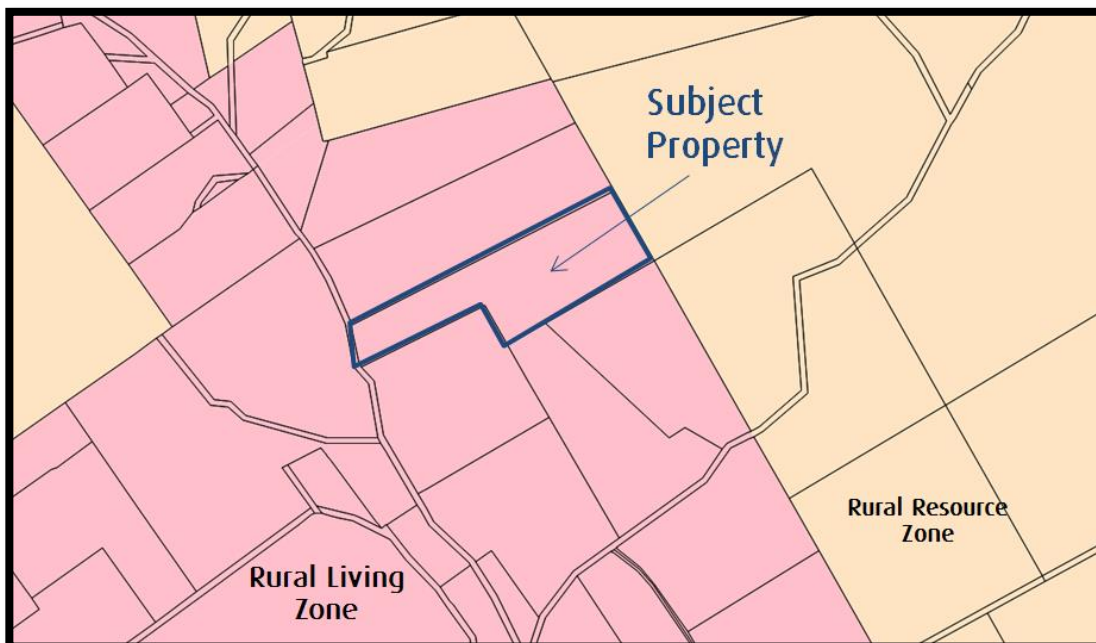 Subject
Property
Rural Resource
Zone
Rural Living
Zone